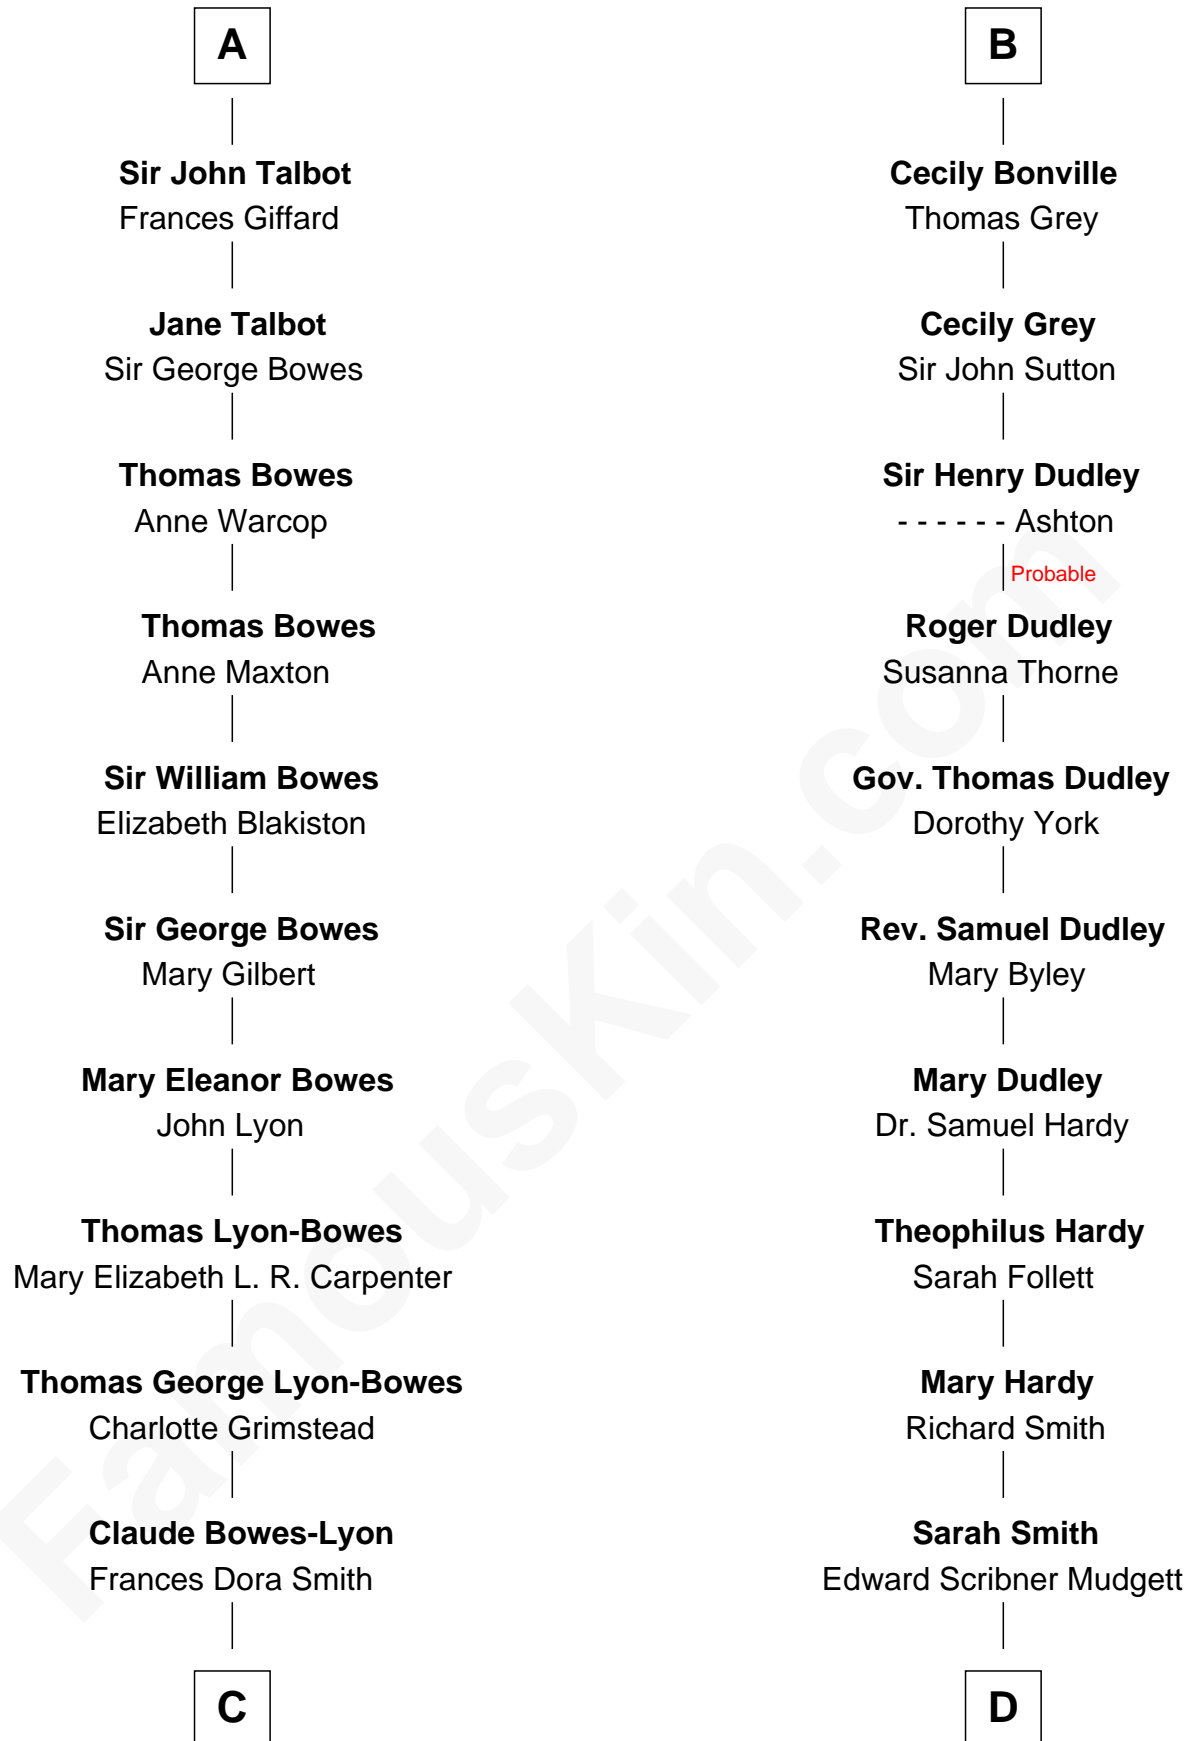 A
Sir John Talbot
Frances Giffard
Jane Talbot
Sir George Bowes
Thomas Bowes
Anne Warcop
Thomas Bowes
Anne Maxton
Sir William Bowes
Elizabeth Blakiston
Sir George Bowes
Mary Gilbert
Mary Eleanor Bowes
John Lyon
Thomas Lyon-Bowes
Mary Elizabeth L. R. Carpenter
Thomas George Lyon-Bowes
Charlotte Grimstead
Claude Bowes-Lyon
Frances Dora Smith
C
B
Cecily Bonville
Thomas Grey
Cecily Grey
Sir John Sutton
Sir Henry Dudley
- - - - - - Ashton
Probable
Roger Dudley
Susanna Thorne
Gov. Thomas Dudley
Dorothy York
Rev. Samuel Dudley
Mary Byley
Mary Dudley
Dr. Samuel Hardy
Theophilus Hardy
Sarah Follett
Mary Hardy
Richard Smith
Sarah Smith
Edward Scribner Mudgett
D
FamousKin.com